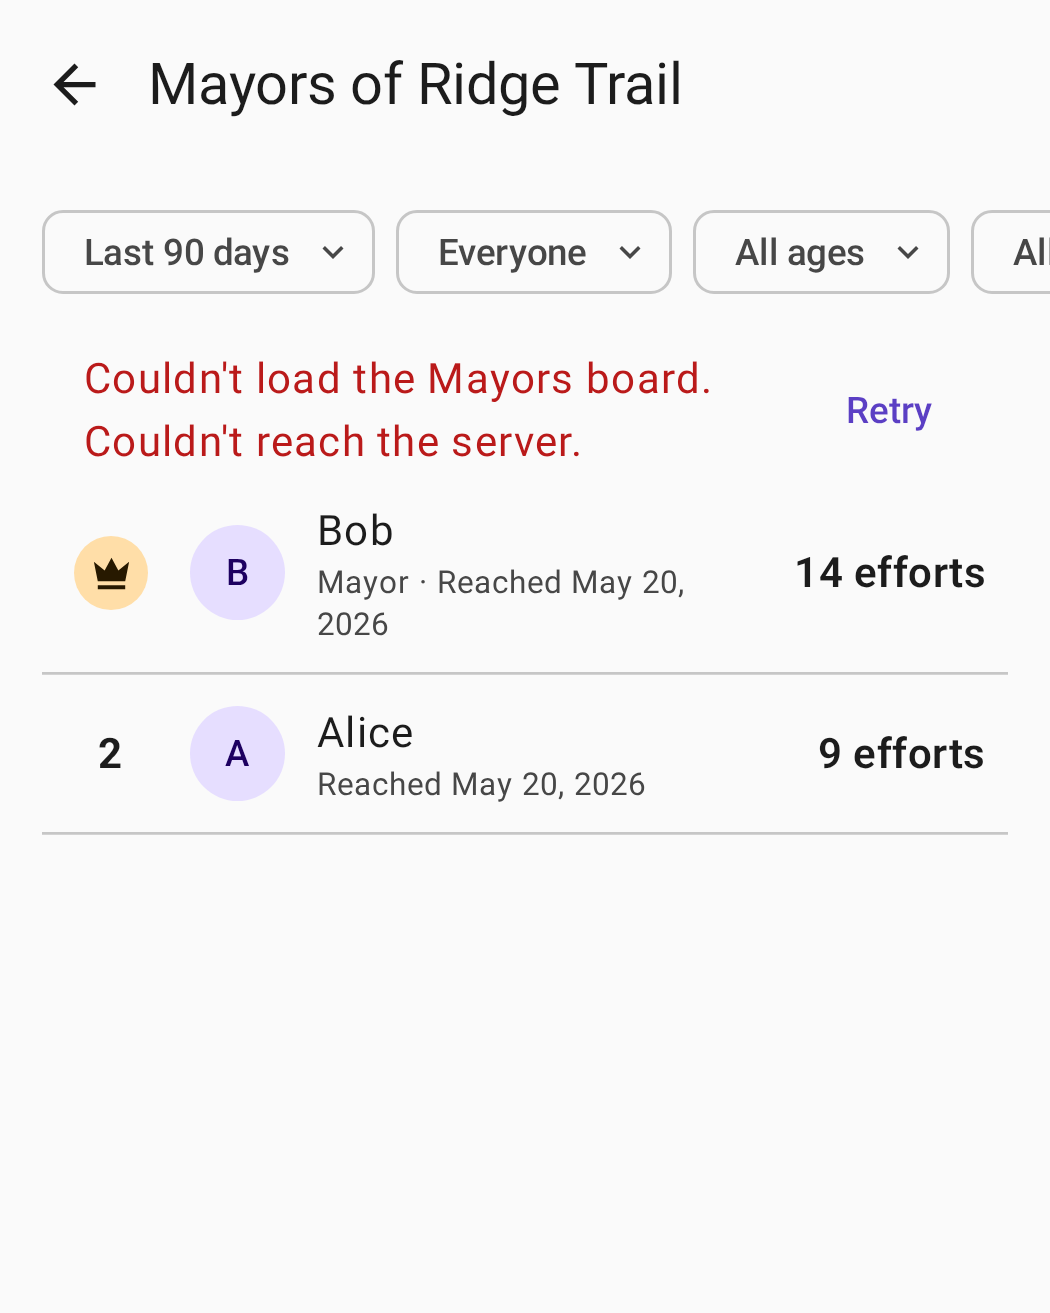 Mayors of Ridge Trail
Last 90 days
Everyone
All ages
All
Couldn't load the Mayors board.
Couldn't reach the server.
Retry
B
Bob
Mayor · Reached May 20,
2026
14 efforts
2
A
Alice
Reached May 20, 2026
9 efforts